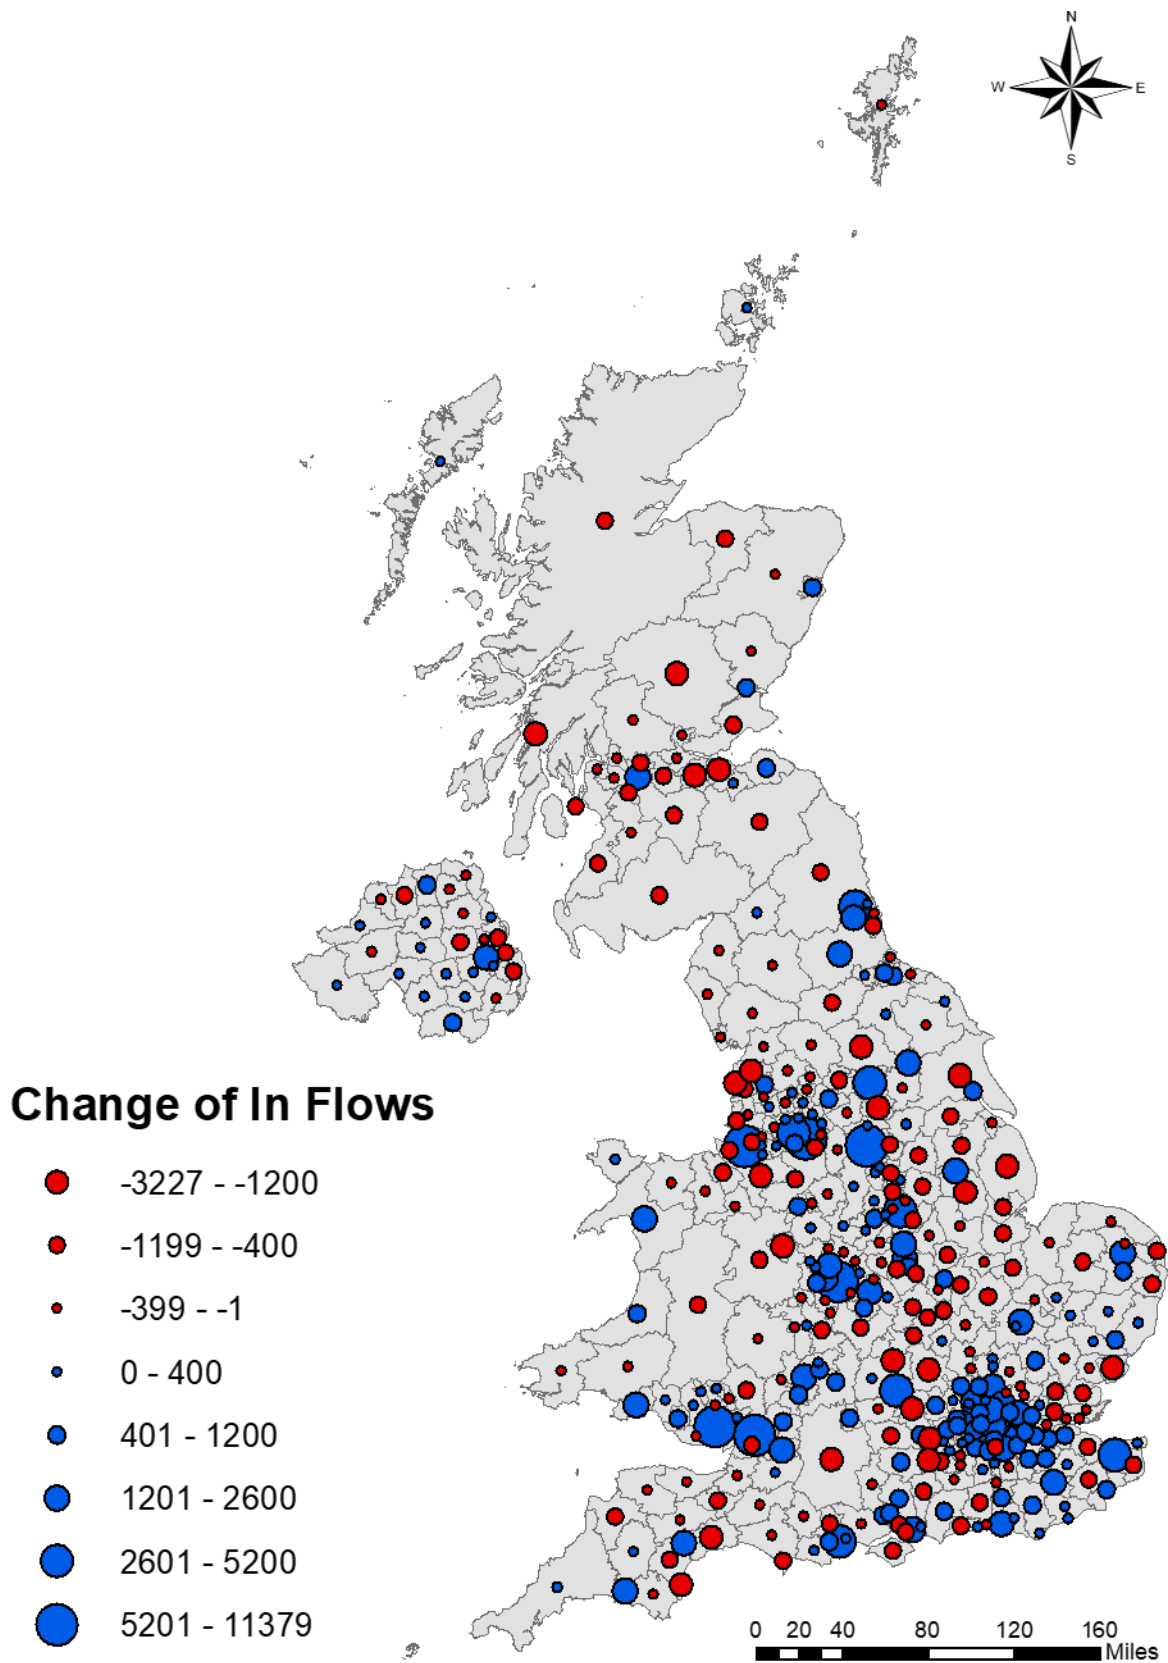 N
W E
S
Change of In Flows
-3227 - -1200
-1199 - -400
-399 - -1
0 - 400
401 - 1200
1201 - 2600
2601 - 5200
5201 - 11379
0 20 40 80 120 160
Miles